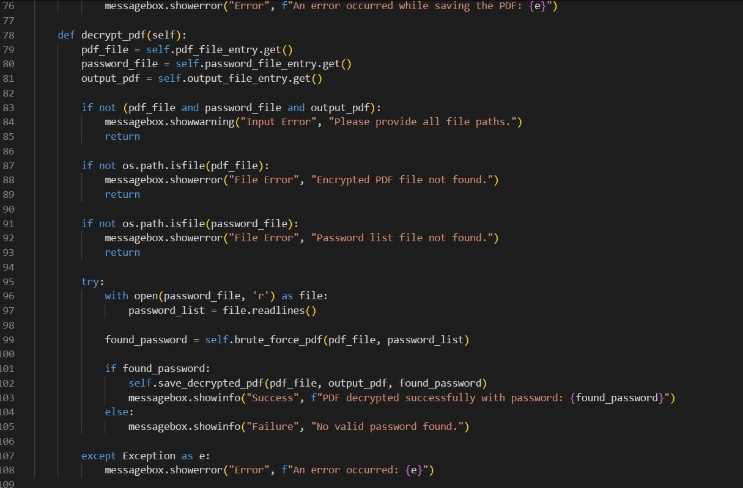 76 messagebox.showerror("Error", f"An error occurred while saving the PDF: {e}")
77
78 def decrypt_pdf(self):
79 pdf_file = self.pdf_file_entry.get()
80 password_file = self.password_file_entry.get()
81 output_pdf = self.output_file_entry.get()
82
83 if not (pdf_file and password_file and output_pdf):
84 messagebox.showwarning("Input Error", "Please provide all file paths.")
85 return
86
87 if not os.path.isfile(pdf_file):
88 messagebox.showerror("File Error", "Encrypted PDF file not found.")
89 return
90
91 if not os.path.isfile(password_file):
92 messagebox.showerror("File Error", "Password list file not found.")
93 return
94
95 try:
96 with open(password_file, 'r') as file:
97 password_list = file.readlines()
98
99 found_password = self.brute_force_pdf(pdf_file, password_list)
100
101 if found_password:
102 self.save_decrypted_pdf(pdf_file, output_pdf, found_password)
103 messagebox.showinfo("Success", f"PDF decrypted successfully with password: {found_password}")
104 else:
105 messagebox.showinfo("Failure", "No valid password found.")
106
107 except Exception as e:
108 messagebox.showerror("Error", f"An error occurred: {e}")
109